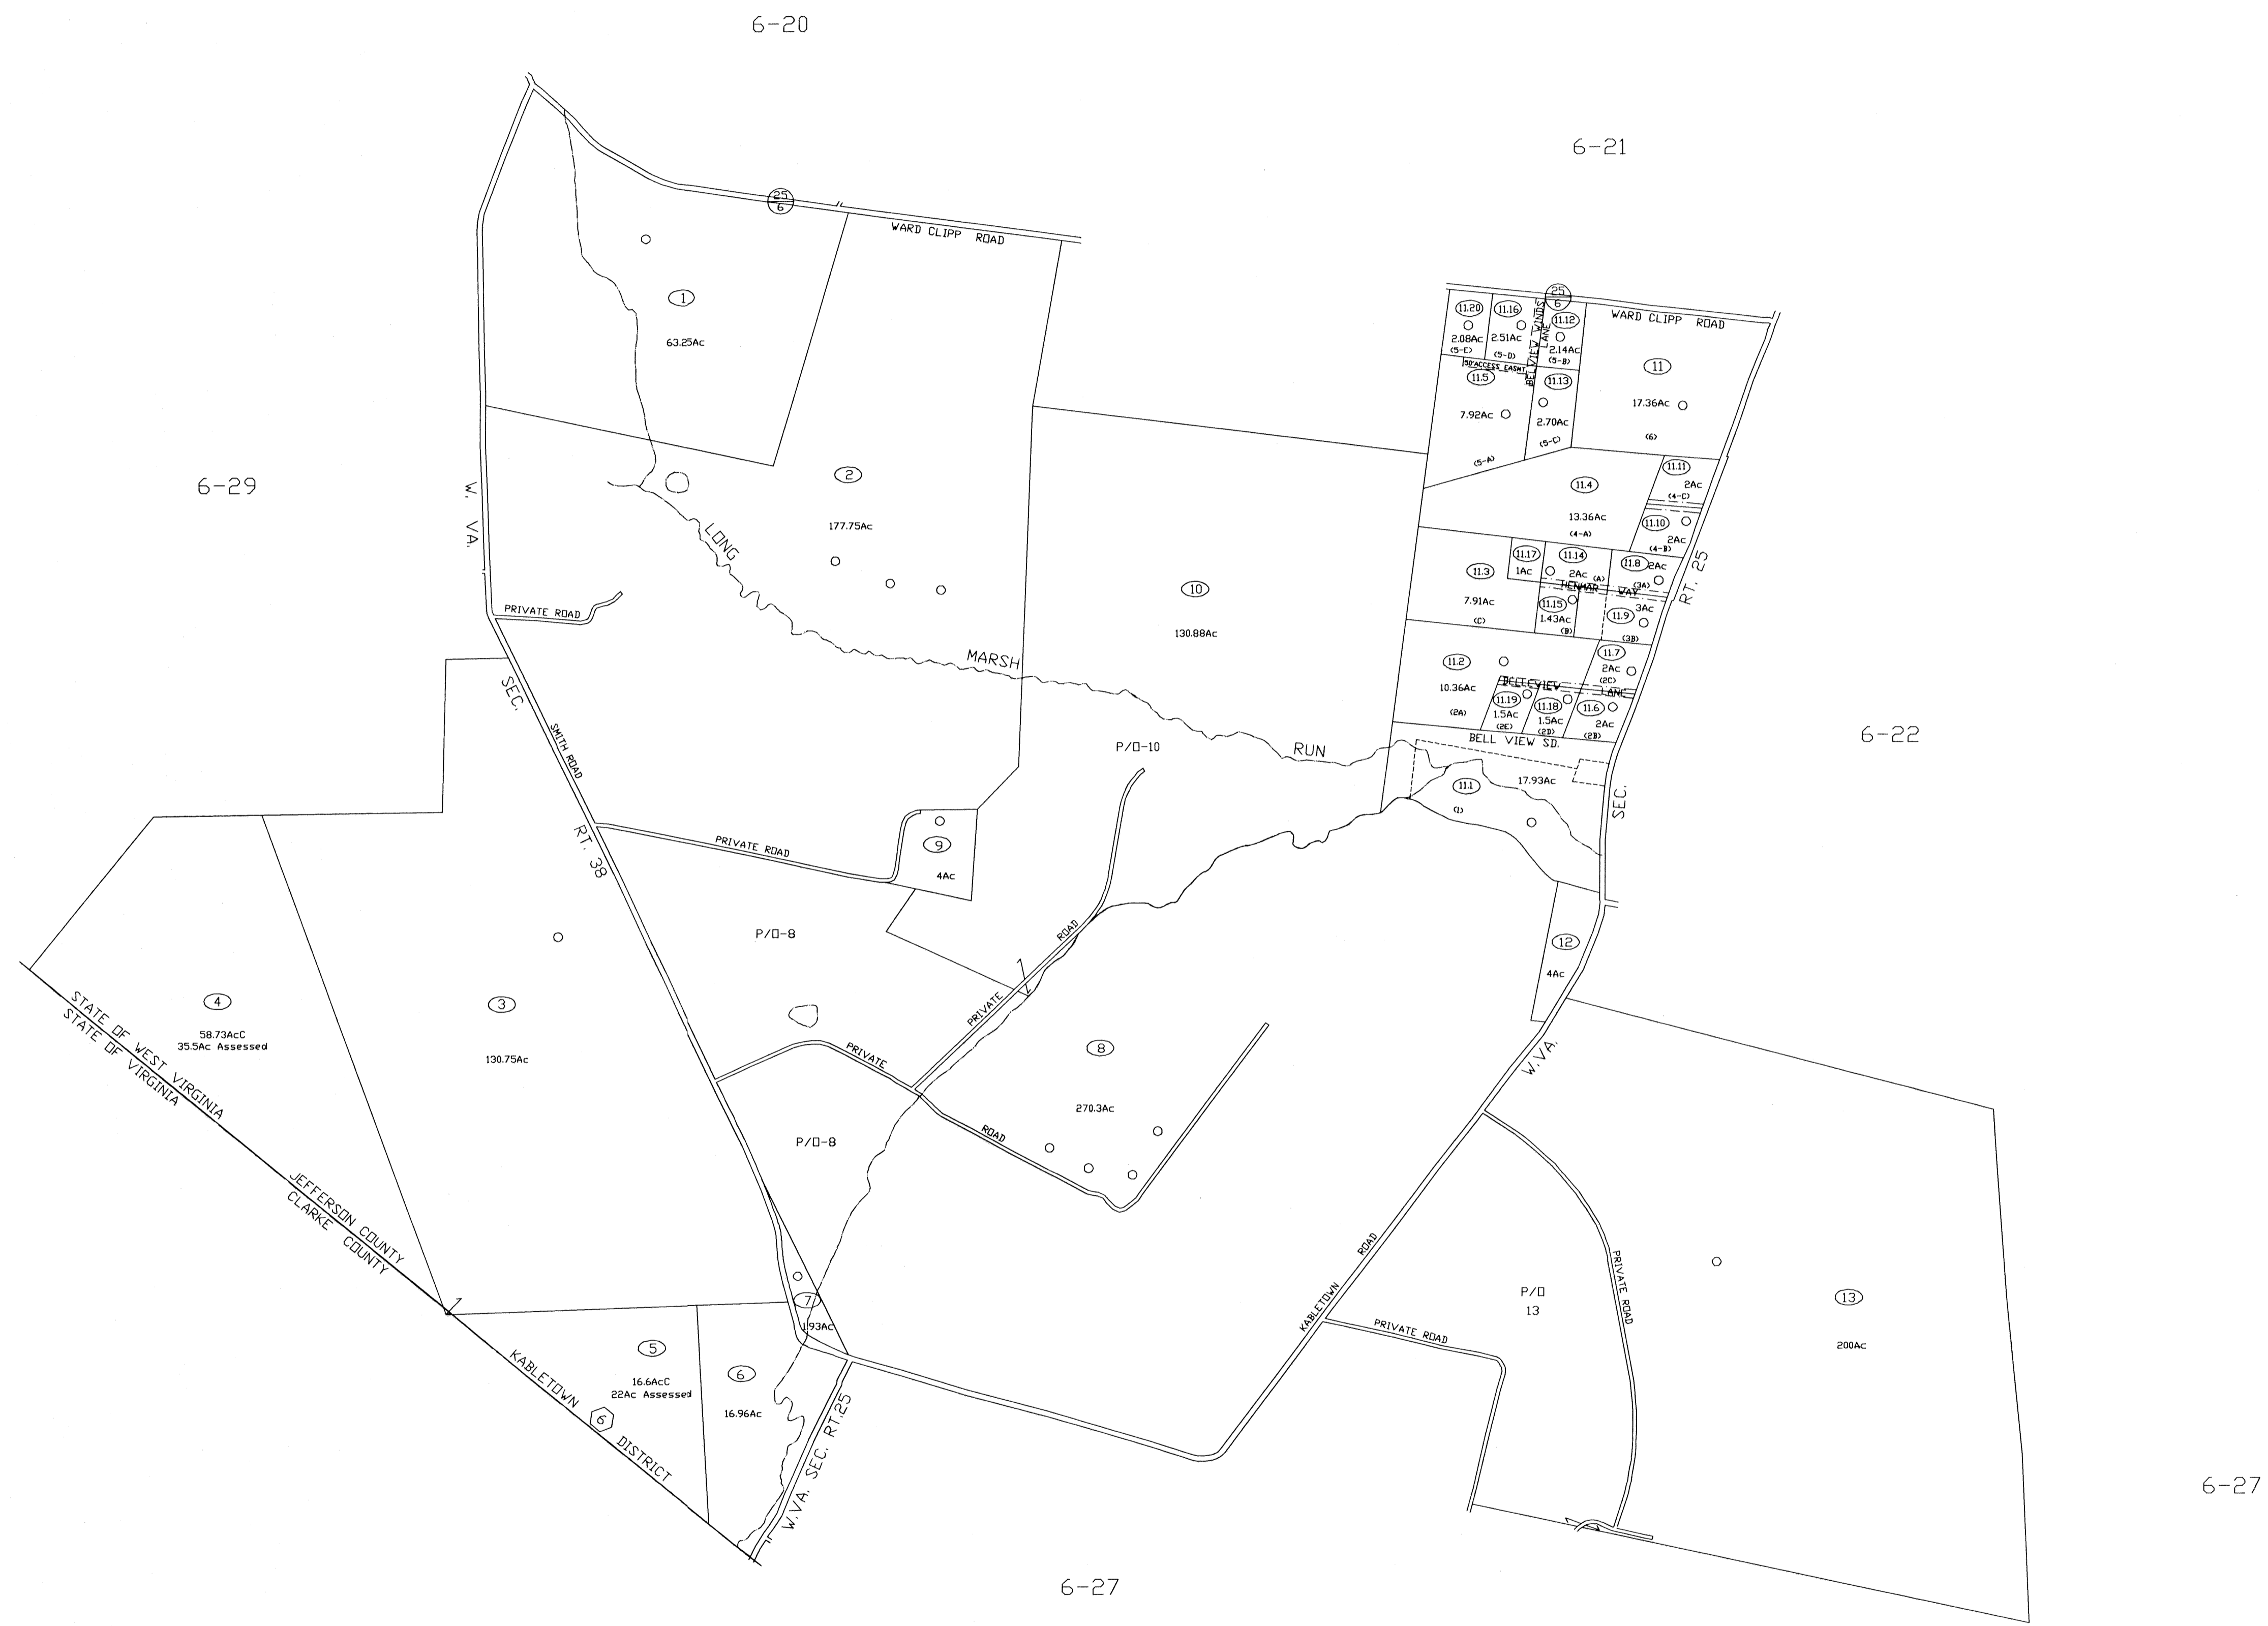 6-20
6-21
25
6
WARD CLIPP ROAD
1
63.25Ac
25
6
WARD CLIPP ROAD
11.20
2.08Ac
(5-E)
11.16
2.51Ac
(5-D)
BELVIEW WINDS
LANE
11.12
2.14Ac
(5-B)
50'ACCESS EASMT
11.5
7.92Ac
(5-A)
11.13
2.70Ac
(5-C)
11
17.36Ac
(6)
6-29
W. VA.
2
177.75Ac
LONG
11.4
13.36Ac
(4-A)
11.11
2Ac
(4-C)
11.10
2Ac
(4-B)
11.17
1Ac
11.14
2Ac (A)
11.8
2Ac
(3A)
HENMAR WAY
11.3
7.91Ac
(C)
11.15
1.43Ac
(B)
11.9
3Ac
(3B)
RT. 25
10
130.88Ac
PRIVATE ROAD
MARSH
SEC.
SMITH ROAD
11.2
10.36Ac
(2A)
11.7
2Ac
(2C)
BELLEVIEW LANE
11.19
1.5Ac
(2E)
11.18
1.5Ac
(2D)
11.6
2Ac
(2B)
BELL VIEW SD.
P/O-10
RUN
6-22
11.1
17.93Ac
(1)
SEC.
RT. 38
PRIVATE ROAD
9
4Ac
P/O-8
PRIVATE ROAD
12
4Ac
4
58.73AcC
35.5Ac Assessed
3
130.75Ac
STATE OF WEST VIRGINIA
STATE OF VIRGINIA
PRIVATE ROAD
8
270.3Ac
W.VA.
P/O-8
JEFFERSON COUNTY
CLARKE COUNTY
KABLETOWN ROAD
PRIVATE ROAD
P/O
13
PRIVATE ROAD
13
200Ac
7
1.93Ac
5
16.6AcC
22Ac Assessed
6
16.96Ac
KABLETOWN 6 DISTRICT
W.VA. SEC. RT.25
6-27
6-27